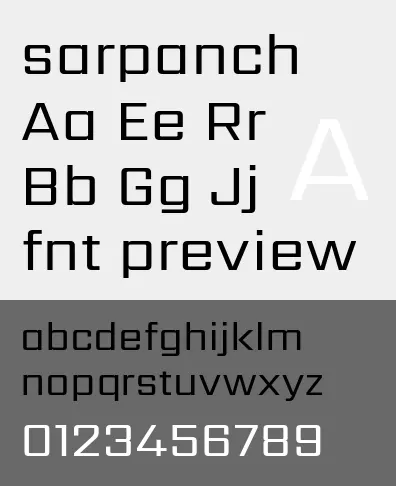 sarpanch
Aa Ee Rr
A
Bb Gg Jj
fnt preview
abcdefghijklm
nopqrstuvwxyz
0123456789